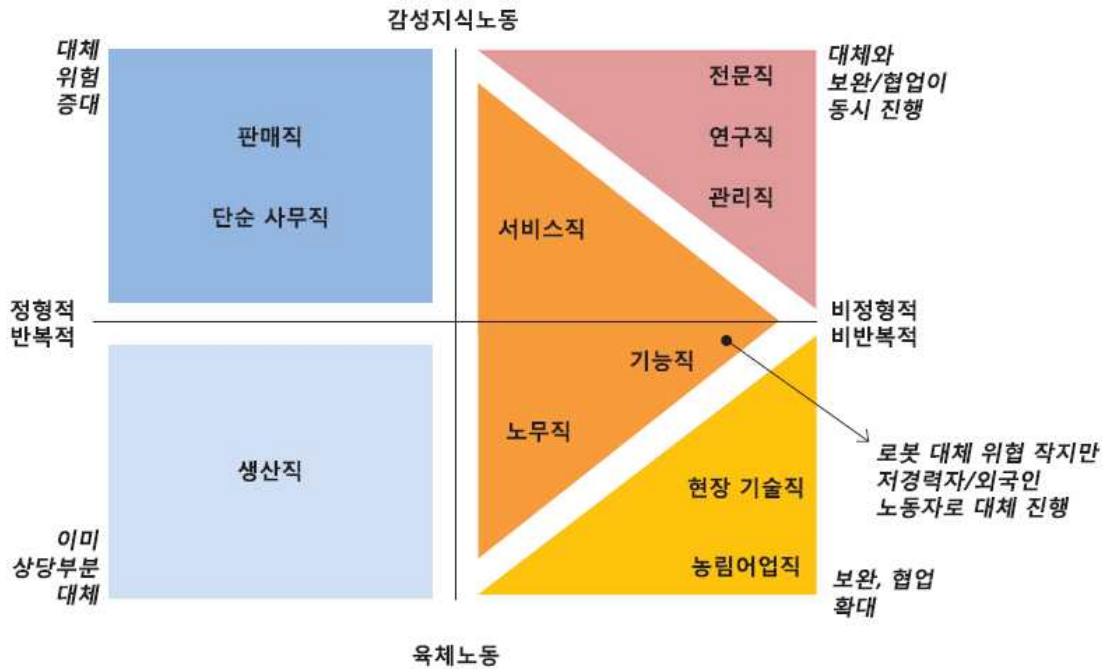 감성지식노동
대체
위험
증대
판매직
단순 사무직
전문직
연구직
관리직
대체와
보완/협업이
동시 진행
서비스직
정형적
반복적
비정형적
비반복적
기능직
노무직
생산직
현장 기술직
농림어업직
로봇 대체 위협 작지만
저경력자/외국인
노동자로 대체 진행
이미
상당부분
대체
보완, 협업
확대
육체노동